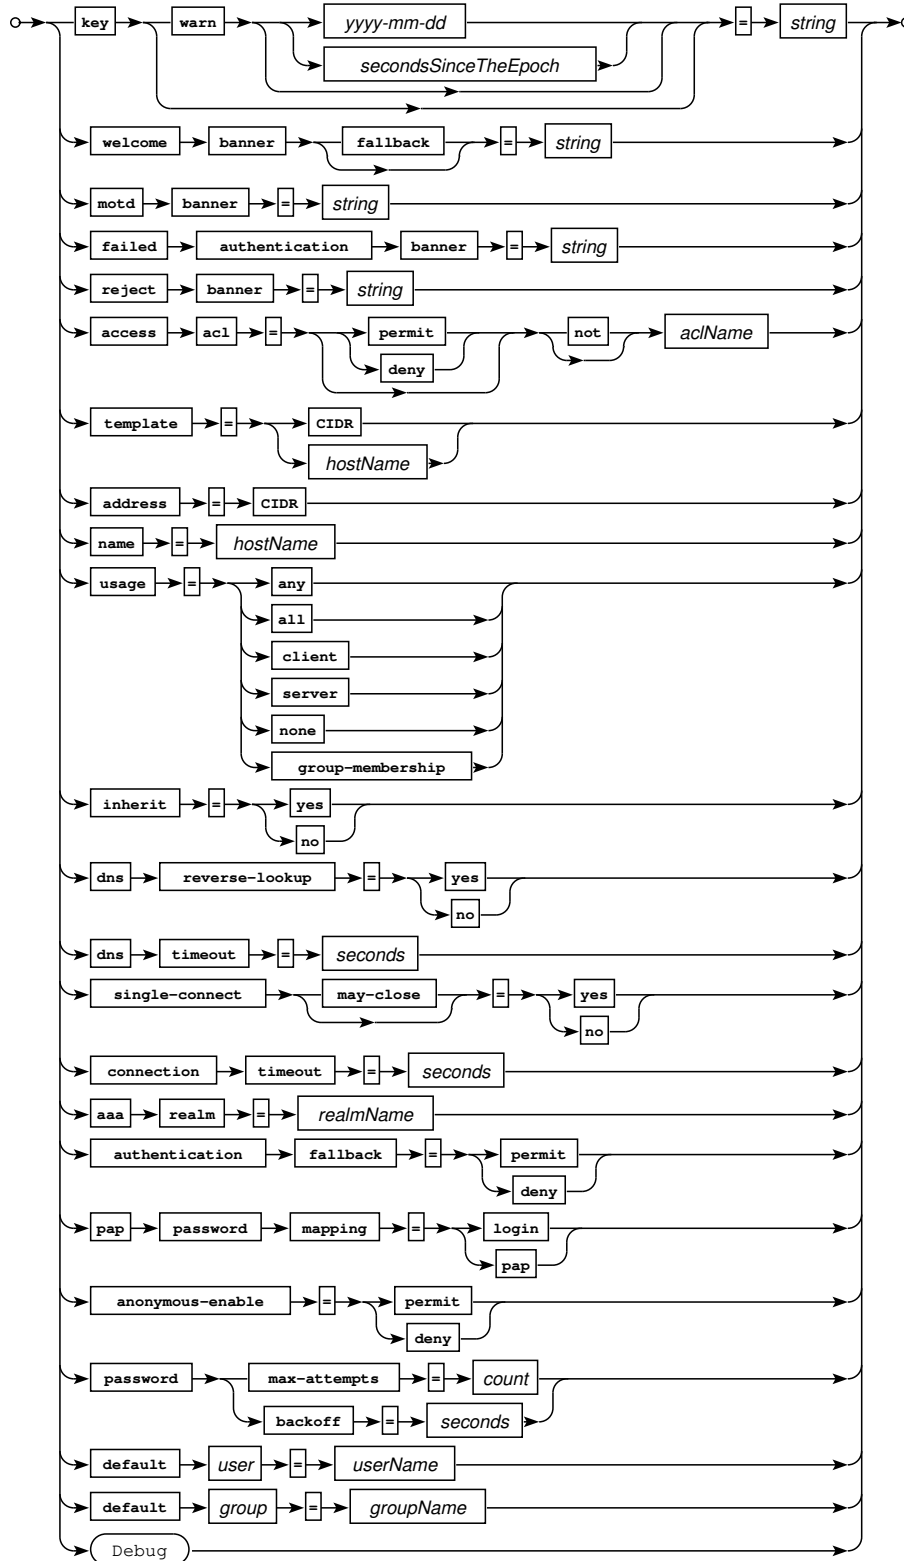 key warn yyyy-mm-dd = string
secondsSinceTheEpoch
welcome banner fallback = string
motd banner = string
failed authentication banner = string
reject banner = string
access acl = permit not aclName
deny
template = CIDR
hostName
address = CIDR
name = hostName
usage = any
all
client
server
none
group-membership
inherit = yes
no
dns reverse-lookup = yes
no
dns timeout = seconds
single-connect may-close = yes
no
connection timeout = seconds
aaa realm = realmName
authentication fallback = permit
deny
pap password mapping = login
pap
anonymous-enable = permit
deny
password max-attempts = count
backoff = seconds
default user = userName
default group = groupName
Debug